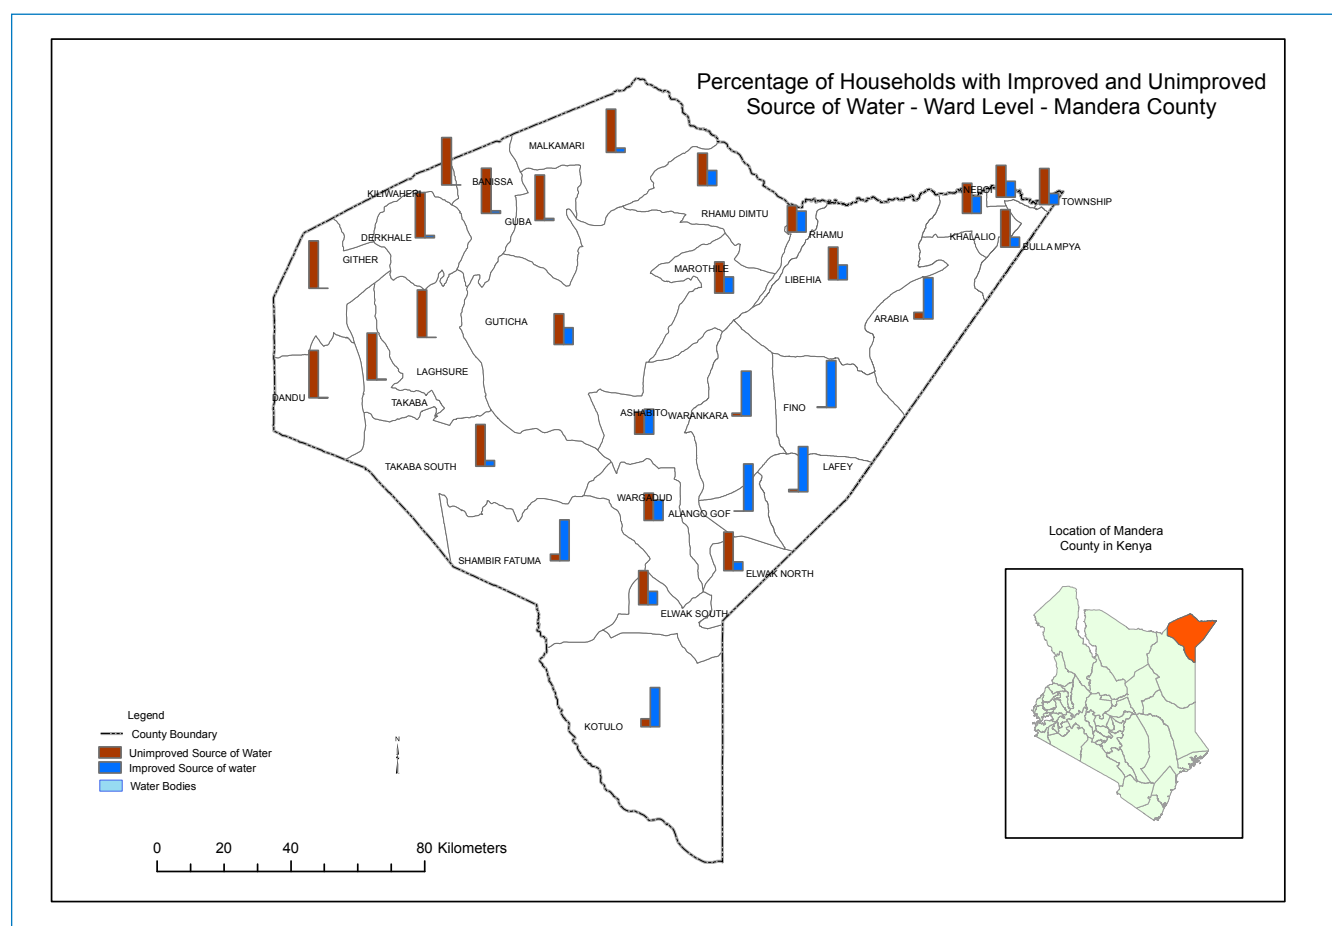 Percentage of Households with Improved and Unimproved
Source of Water - Ward Level - Mandera County
MALKAMARI
KILIWAHERI
BANISSA
GUBA
RHAMU DIMTU
NEBOI
TOWNSHIP
DERKHALE
RHAMU
KHALALIO
BULLA MPYA
GITHER
MAROTHILE
LIBEHIA
GUTICHA
ARABIA
LAGHSURE
DANDU
TAKABA
ASHABITO
WARANKARA
FINO
TAKABA SOUTH
LAFEY
WARGADUD
ALANGO GOF
SHAMBIR FATUMA
ELWAK NORTH
ELWAK SOUTH
KOTULO
Location of Mandera
County in Kenya
Legend
County Boundary
Unimproved Source of Water
Improved Source of water
Water Bodies
N
0 20 40 80 Kilometers